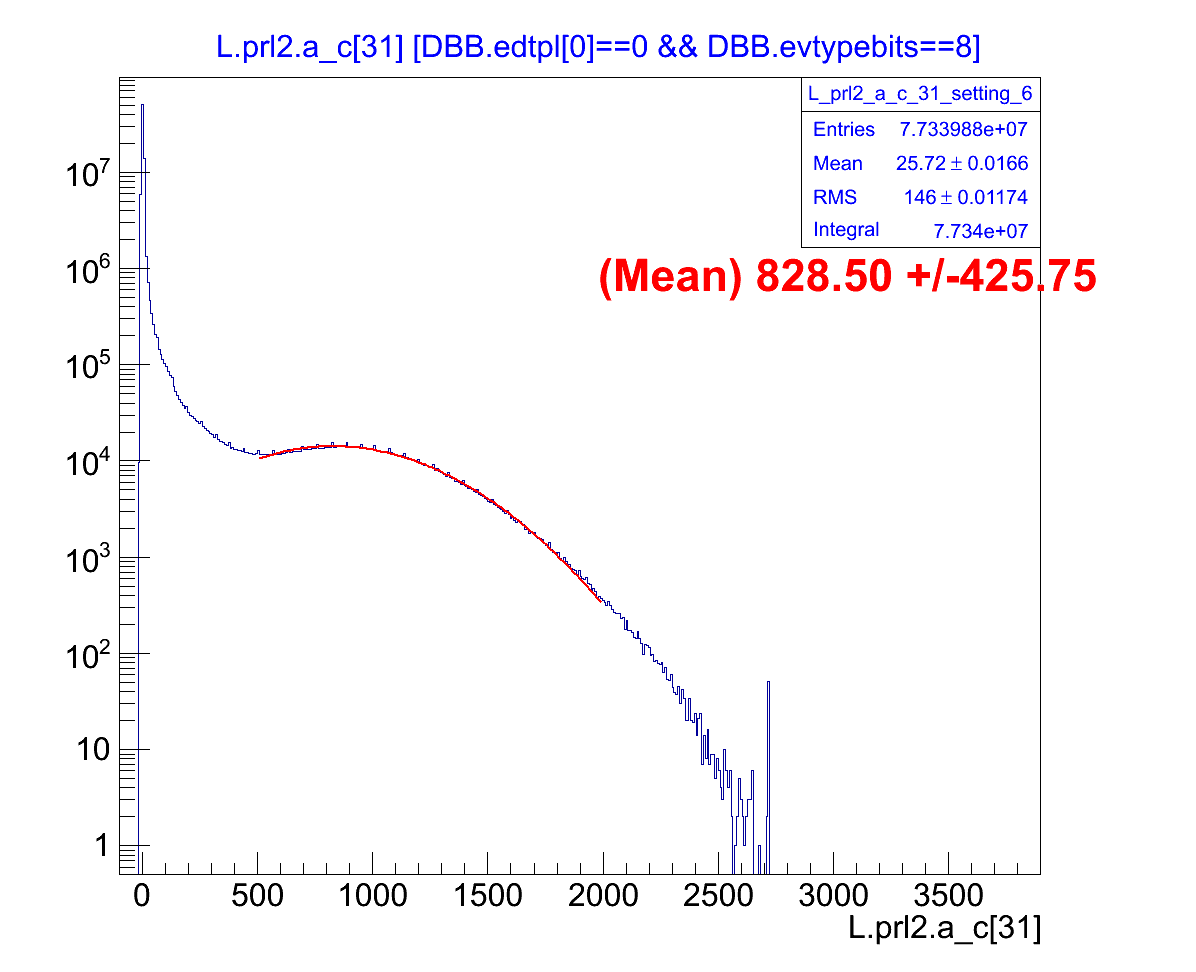 L.prl2.a_c[31] [DBB.edtpl[0]==0 && DBB.evtypebits==8]
L_prl2_a_c_31_setting_6
Entries 7.733988e+07
Mean 25.72 ± 0.0166
RMS 146 ± 0.01174
Integral 7.734e+07
(Mean) 828.50 +/-425.75
10^7
10^6
10^5
10^4
10^3
10^2
10
1
0 500 1000 1500 2000 2500 3000 3500
L.prl2.a_c[31]